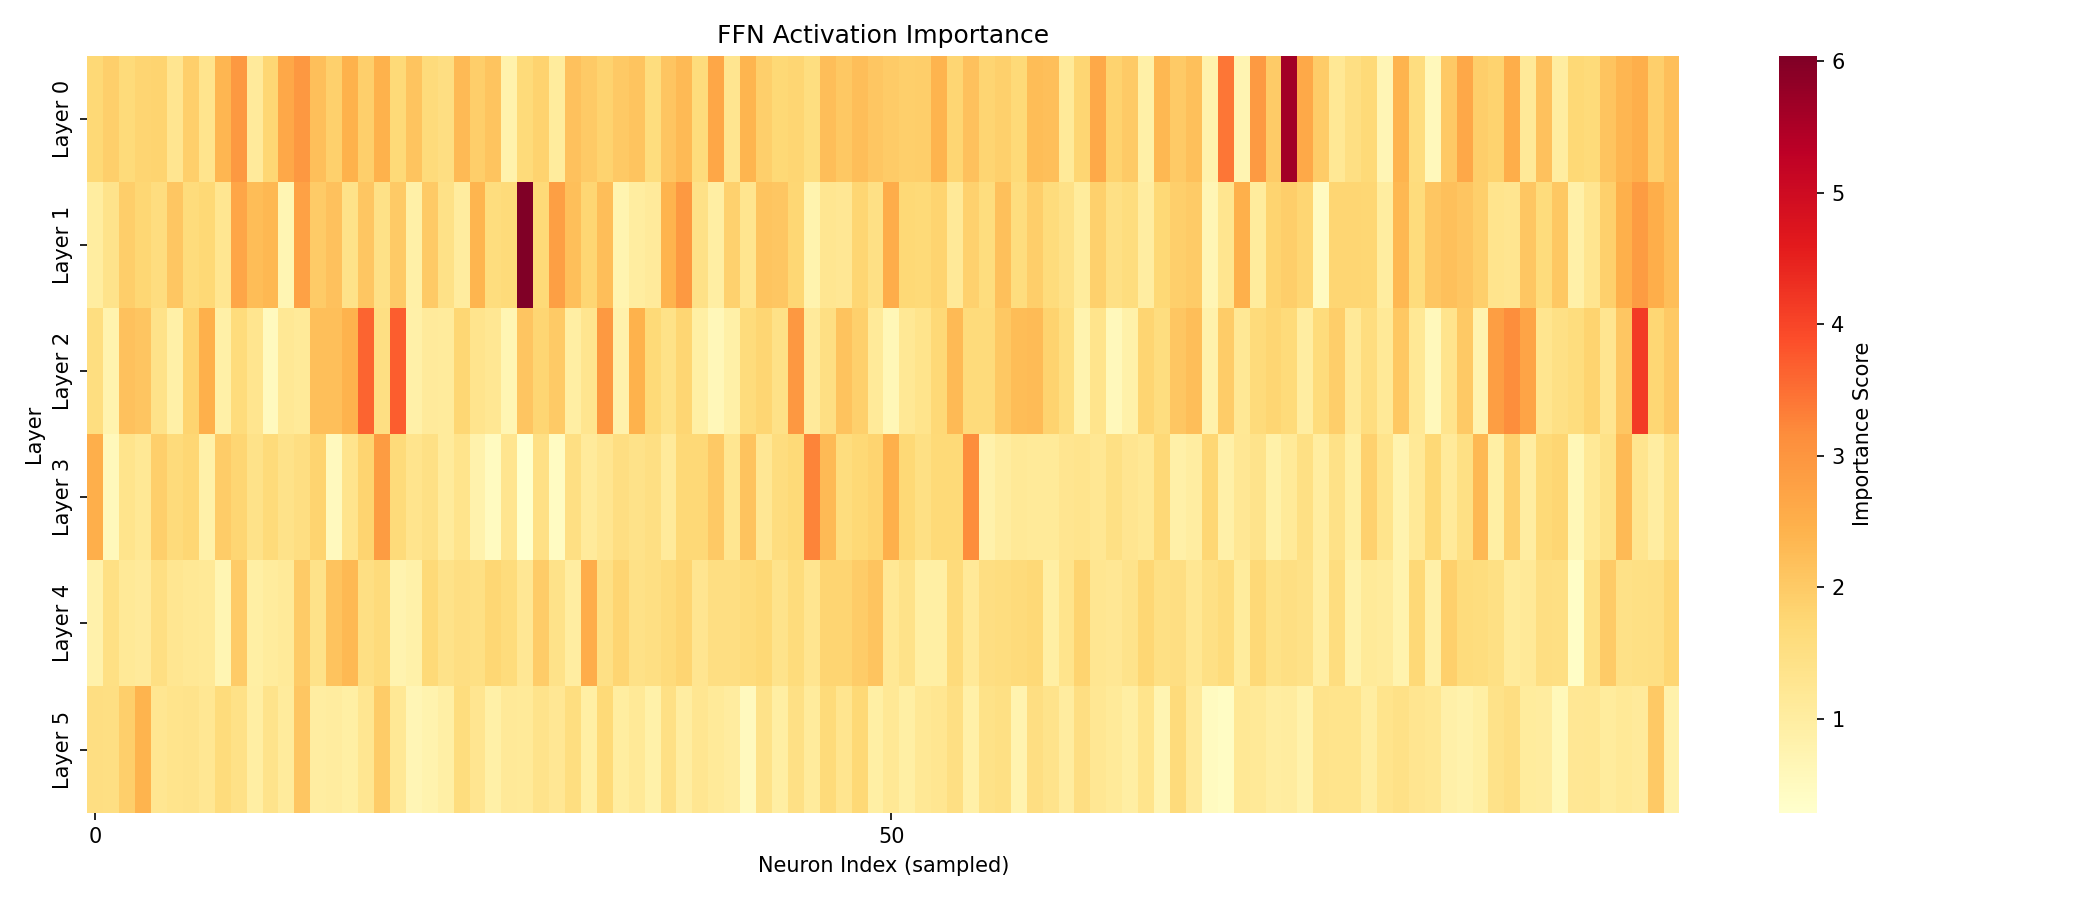 FFN Activation Importance
Layer
Layer 0
Layer 1
Layer 2
Layer 3
Layer 4
Layer 5
0
50
Neuron Index (sampled)
6
5
4
3
2
1
Importance Score